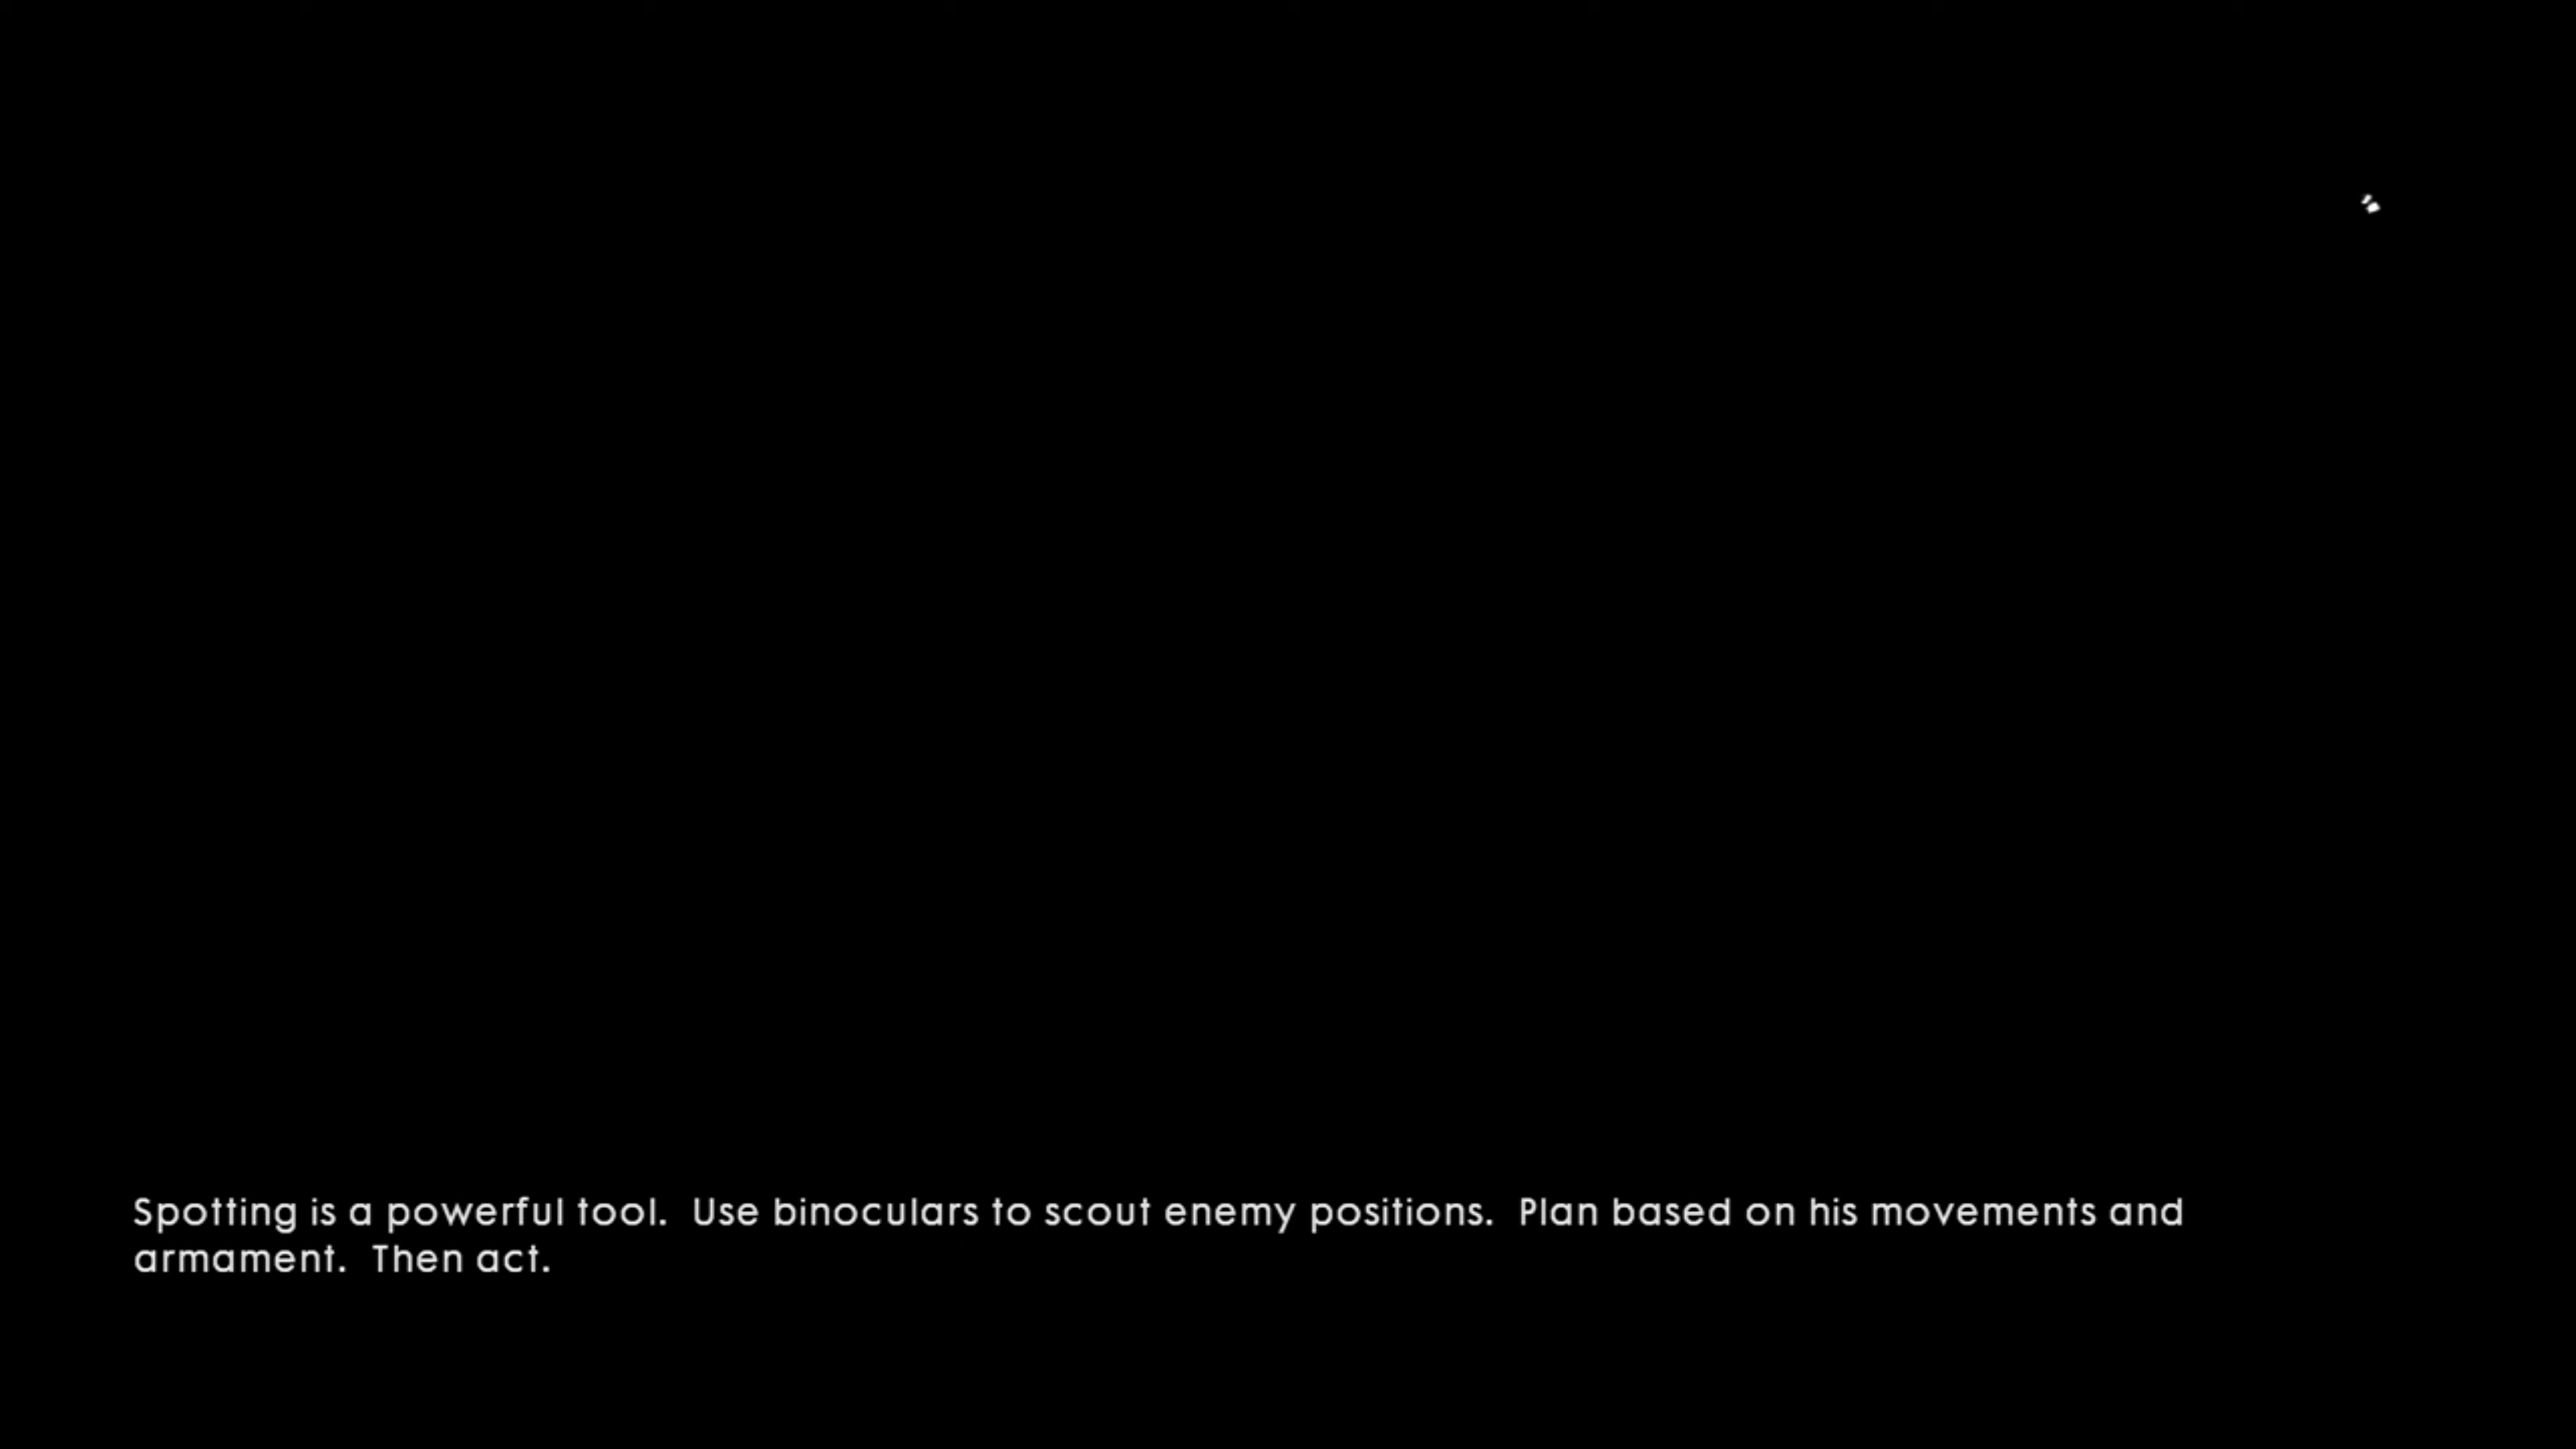 Spotting is a powerful tool.  Use binoculars to scout enemy positions.  Plan based on his movements and
armament.  Then act.